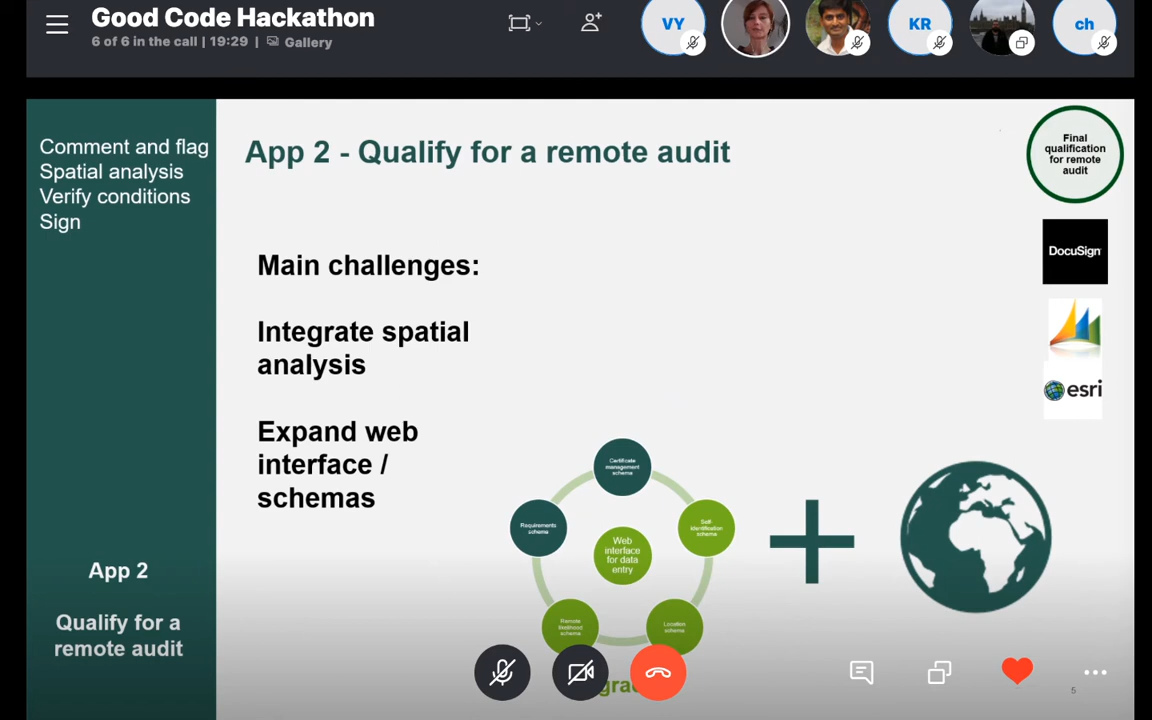 Good Code Hackathon
6 of 6 in the call | 19:29 | Gallery
VY
KR
ch
Comment and flag
Spatial analysis
Verify conditions
Sign
App 2
Qualify for a
remote audit
App 2 - Qualify for a remote audit
Main challenges:
Integrate spatial
analysis
Expand web
interface /
schemas
Final
qualification
for remote
audit
DocuSign
esri
Certificate
management
schema
Requirements
schema
Self-
identification
schema
Web
interface
for data
entry
Remote
likelihood
schema
Location
schema
5